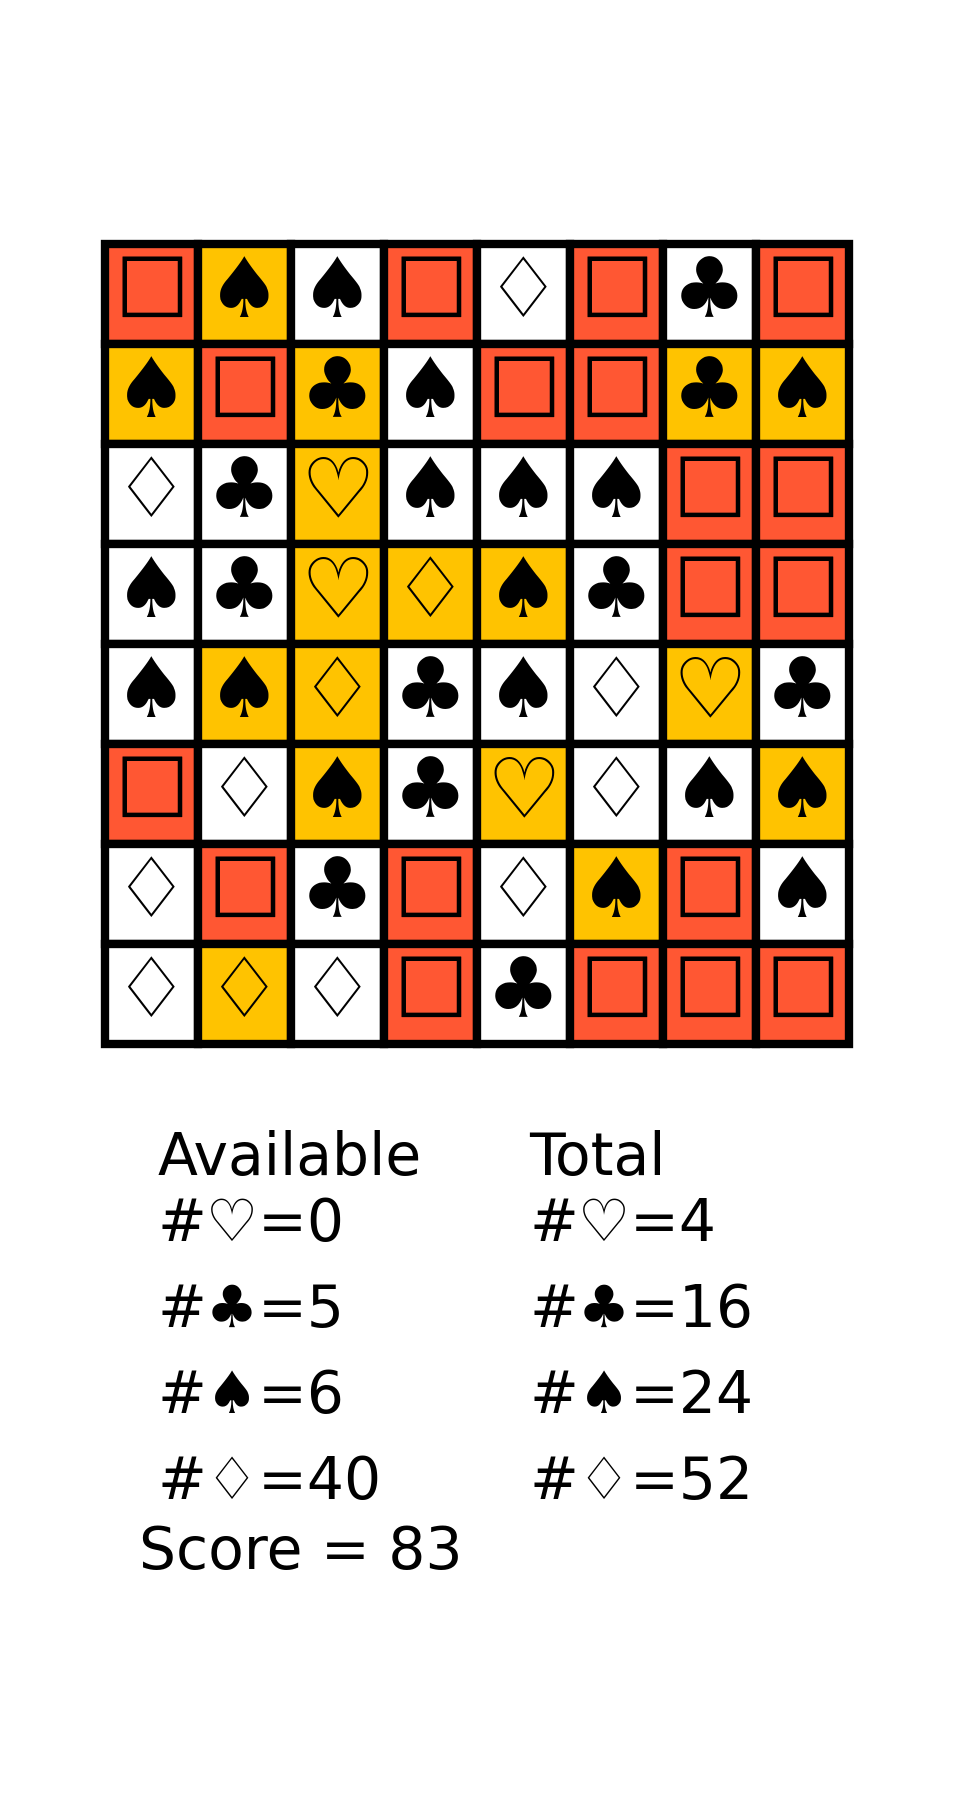 □ ♠ ♠ □ ♢ □ ♣ □
♠ □ ♣ ♠ □ □ ♣ ♠
♢ ♣ ♡ ♠ ♠ ♠ □ □
♠ ♣ ♡ ♢ ♠ ♣ □ □
♠ ♠ ♢ ♣ ♠ ♢ ♡ ♣
□ ♢ ♠ ♣ ♡ ♢ ♠ ♠
♢ □ ♣ □ ♢ ♠ □ ♠
♢ ♢ ♢ □ ♣ □ □ □
Available Total
#♡=0 #♡=4
#♣=5 #♣=16
#♠=6 #♠=24
#♢=40 #♢=52
Score = 83